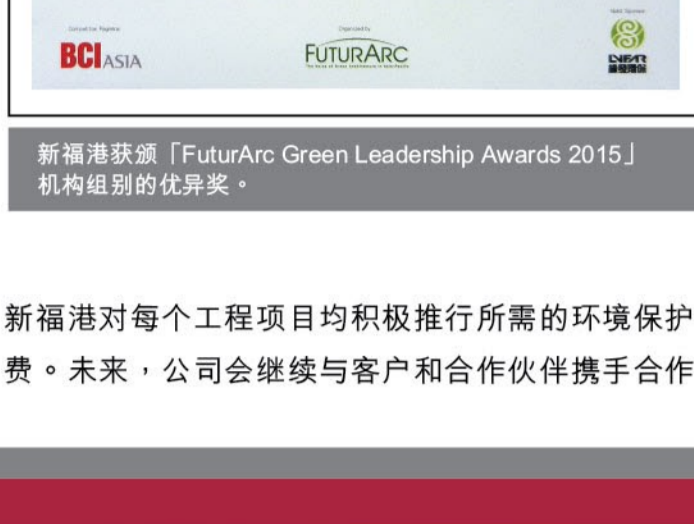 BCI ASIA
FUTURARC
新福港获颁「FuturArc Green Leadership Awards 2015」
机构组别的优异奖。
新福港对每个工程项目均积极推行所需的环境保护
费。未来，公司会继续与客户和合作伙伴携手合作